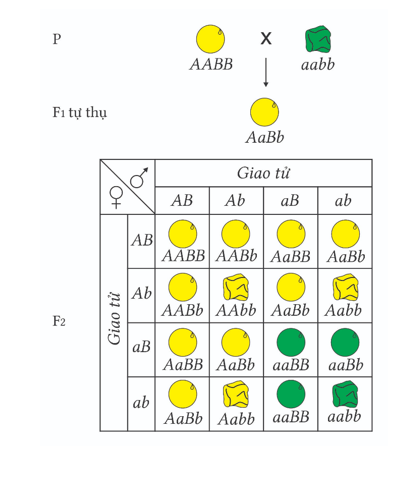 P
X
AABB
aabb
F1 tự thụ
AaBb
♀ ♂
Giao tử
AB Ab aB ab
F2
Giao tử
AB AABB AABb AaBB AaBb
Ab AABb AAbb AaBb Aabb
aB AaBB AaBb aaBB aaBb
ab AaBb Aabb aaBB aabb